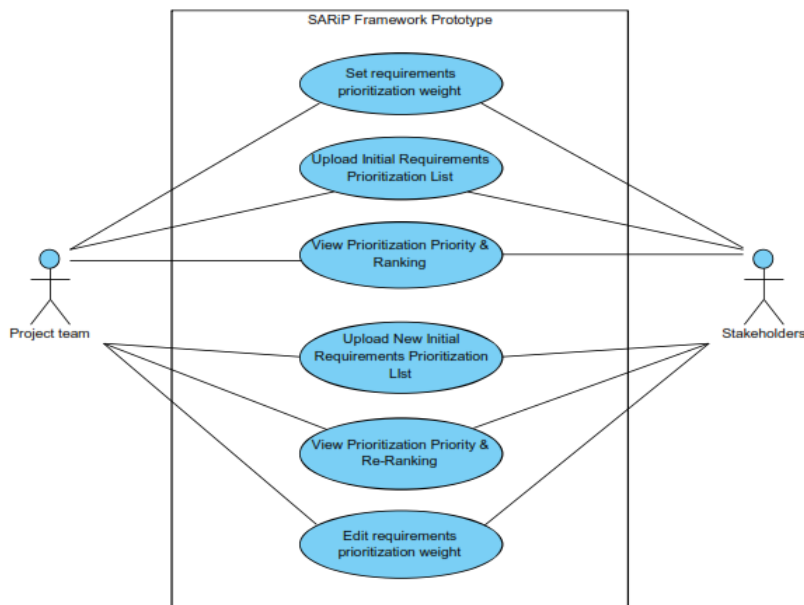 SARiP Framework Prototype
Set requirements
prioritization weight
Upload Initial Requirements
Prioritization List
View Prioritization Priority &
Ranking
Project team
Stakeholders
Upload New Initial
Requirements Prioritization
LIst
View Prioritization Priority &
Re-Ranking
Edit requirements
prioritization weight